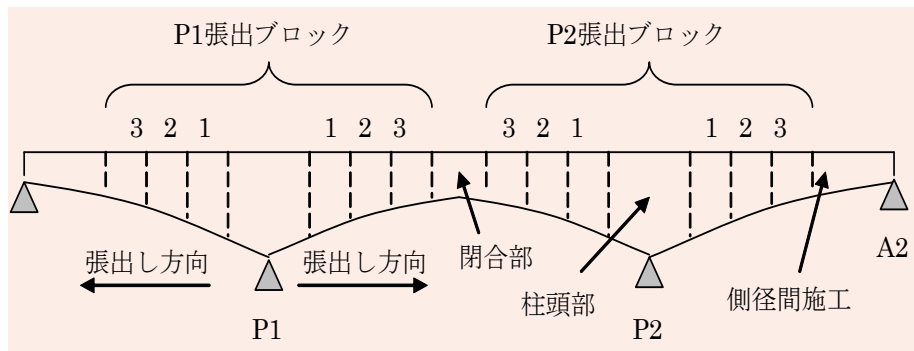 P1張出ブロック
P2張出ブロック
3 2 1
1 2 3
3 2 1
1 2 3
張出し方向
張出し方向
閉合部
柱頭部
側径間施工
A2
P1
P2